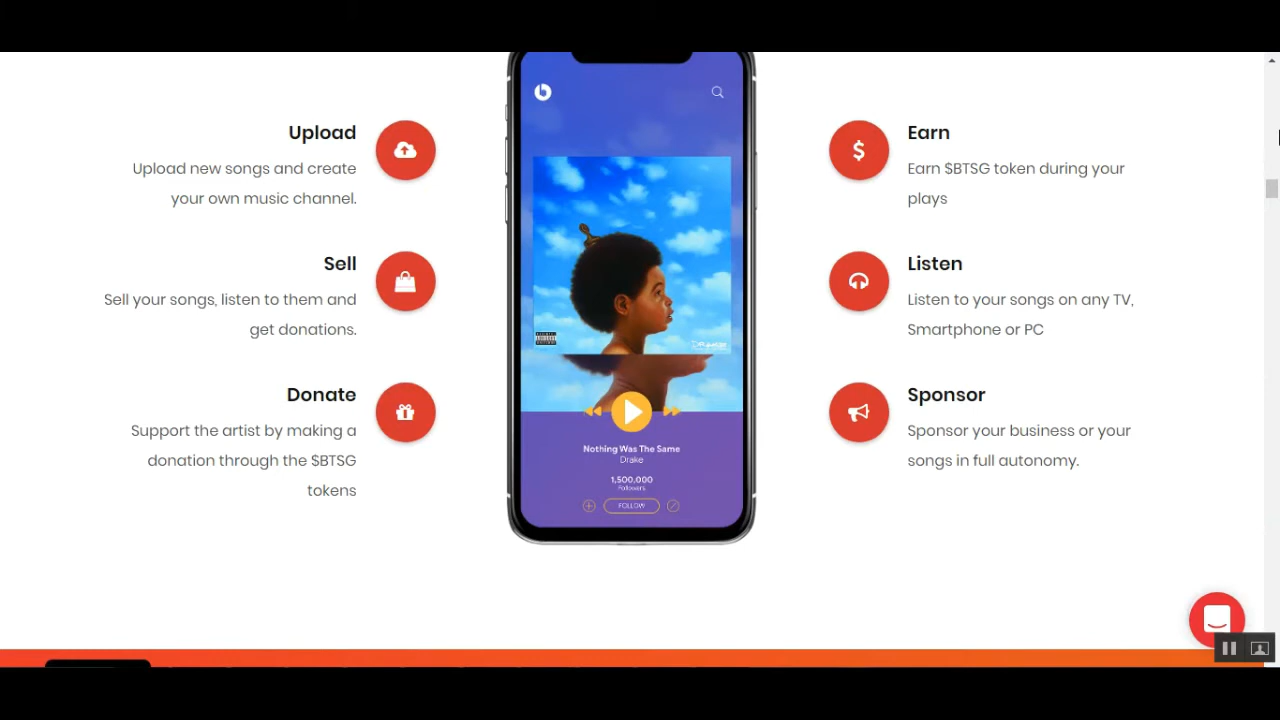 Upload
Upload new songs and create
your own music channel.
Sell
Sell your songs, listen to them and
get donations.
Donate
Support the artist by making a
donation through the $BTSG
tokens
DRAKE
Nothing Was The Same
Drake
1,500,000
Followers
FOLLOW
Earn
Earn $BTSG token during your
plays
Listen
Listen to your songs on any TV,
Smartphone or PC
Sponsor
Sponsor your business or your
songs in full autonomy.